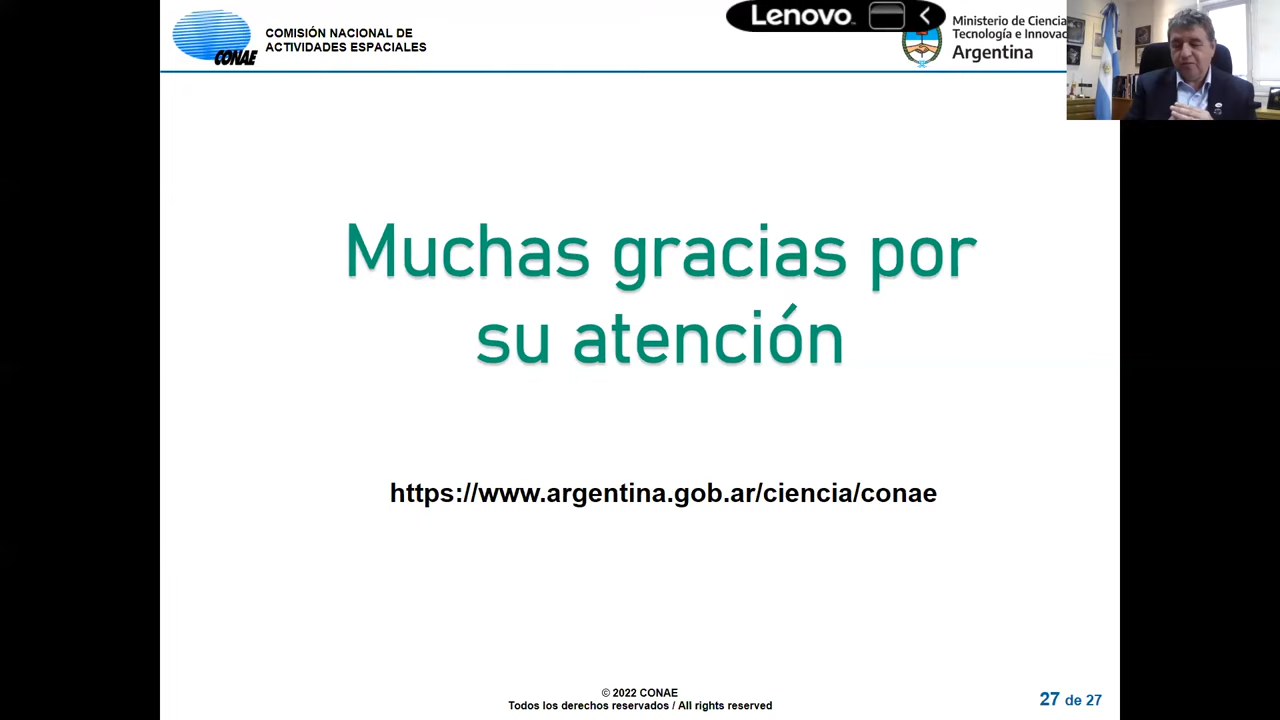 CONAE
COMISIÓN NACIONAL DE
ACTIVIDADES ESPACIALES
Lenovo
Ministerio de Ciencia
Tecnología e Innovac
Argentina
Muchas gracias por
su atención
https://www.argentina.gob.ar/ciencia/conae
© 2022 CONAE
Todos los derechos reservados / All rights reserved
27 de 27